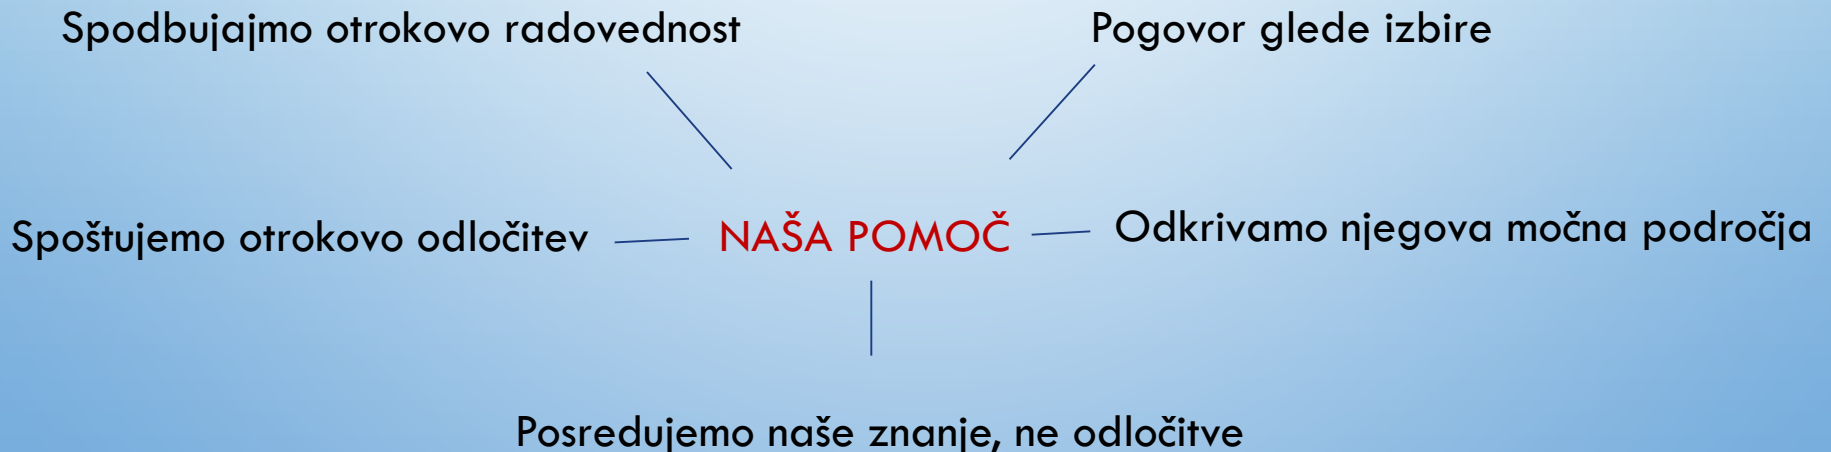 Spodbujajmo otrokovo radovednost
Pogovor glede izbire
Spoštujemo otrokovo odločitev
NAŠA POMOČ
Odkrivamo njegova močna področja
Posredujemo naše znanje, ne odločitve